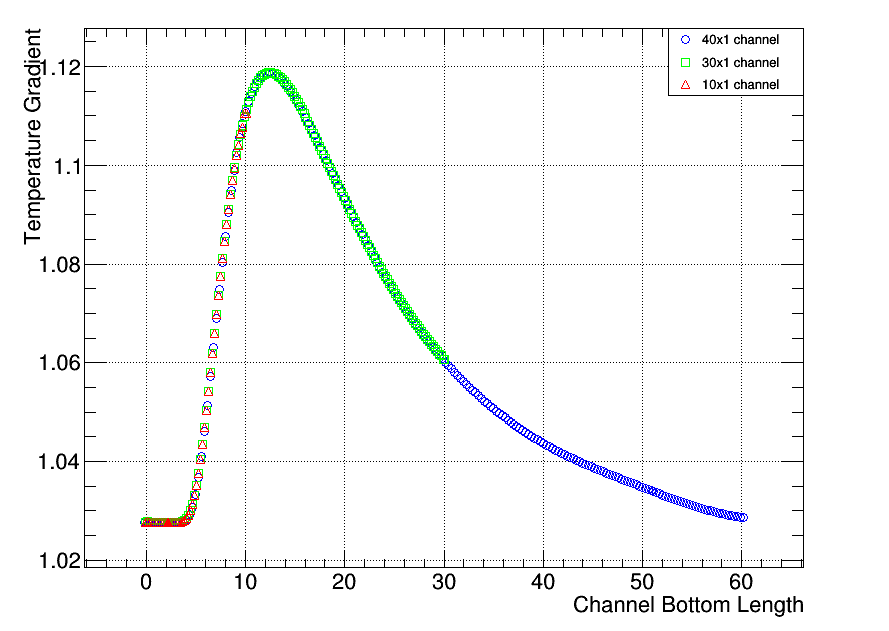 Temperature Gradient
1.12
1.1
1.08
1.06
1.04
1.02
40x1 channel
30x1 channel
10x1 channel
0 10 20 30 40 50 60
Channel Bottom Length